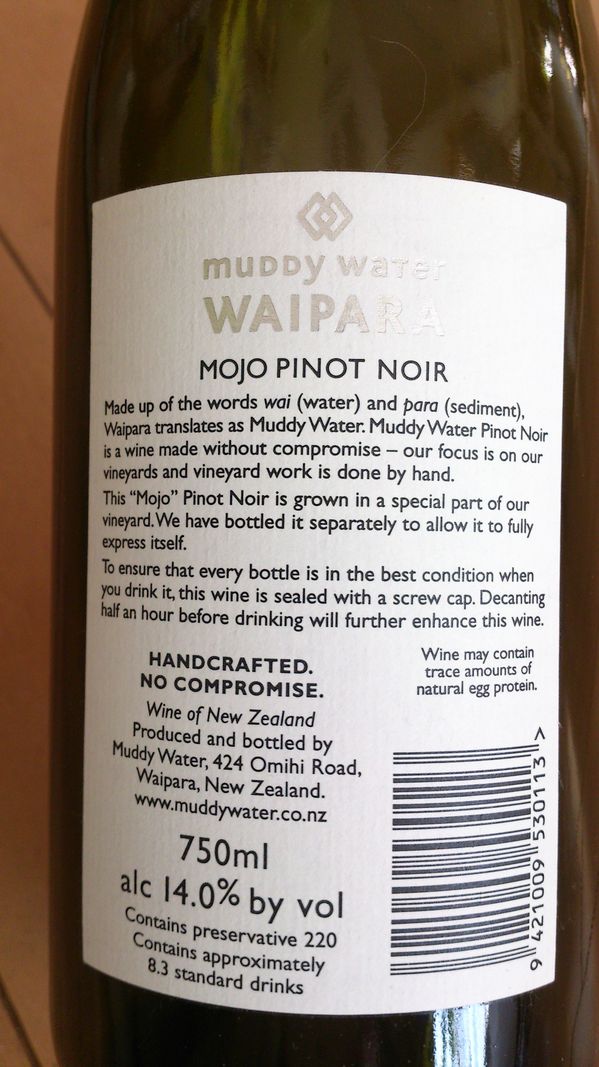 muddy water
WAIPARA
MOJO PINOT NOIR
Made up of the words wai (water) and para (sediment),
Waipara translates as Muddy Water. Muddy Water Pinot Noir
is a wine made without compromise – our focus is on our
vineyards and vineyard work is done by hand.
This “Mojo” Pinot Noir is grown in a special part of our
vineyard. We have bottled it separately to allow it to fully
express itself.
To ensure that every bottle is in the best condition when
you drink it, this wine is sealed with a screw cap. Decanting
half an hour before drinking will further enhance this wine.
HANDCRAFTED.
NO COMPROMISE.
Wine of New Zealand
Produced and bottled by
Muddy Water, 424 Omihi Road,
Waipara, New Zealand.
www.muddywater.co.nz
750ml
alc 14.0% by vol
Contains preservative 220
Contains approximately
8.3 standard drinks
Wine may contain
trace amounts of
natural egg protein.
9 421009 530113 >